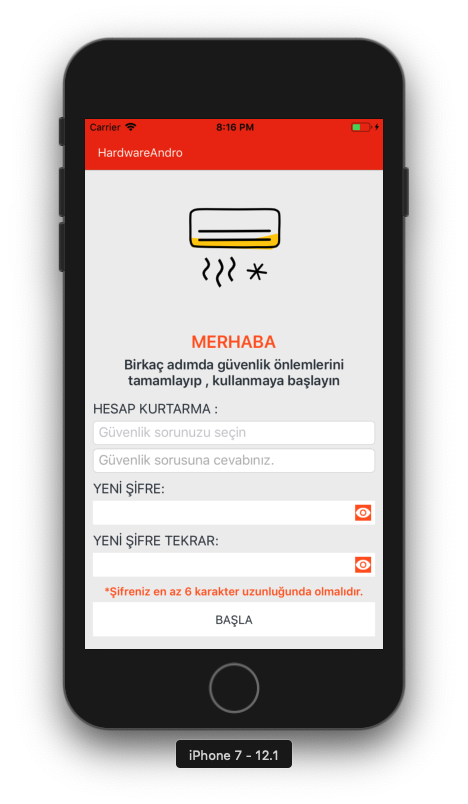 Carrier 8:16 PM
HardwareAndro
MERHABA
Birkaç adımda güvenlik önlemlerini
tamamlayıp , kullanmaya başlayın
HESAP KURTARMA :
Güvenlik sorunuzu seçin
Güvenlik sorusuna cevabınız.
YENİ ŞİFRE:
YENİ ŞİFRE TEKRAR:
*Şifreniz en az 6 karakter uzunluğunda olmalıdır.
BAŞLA
iPhone 7 - 12.1